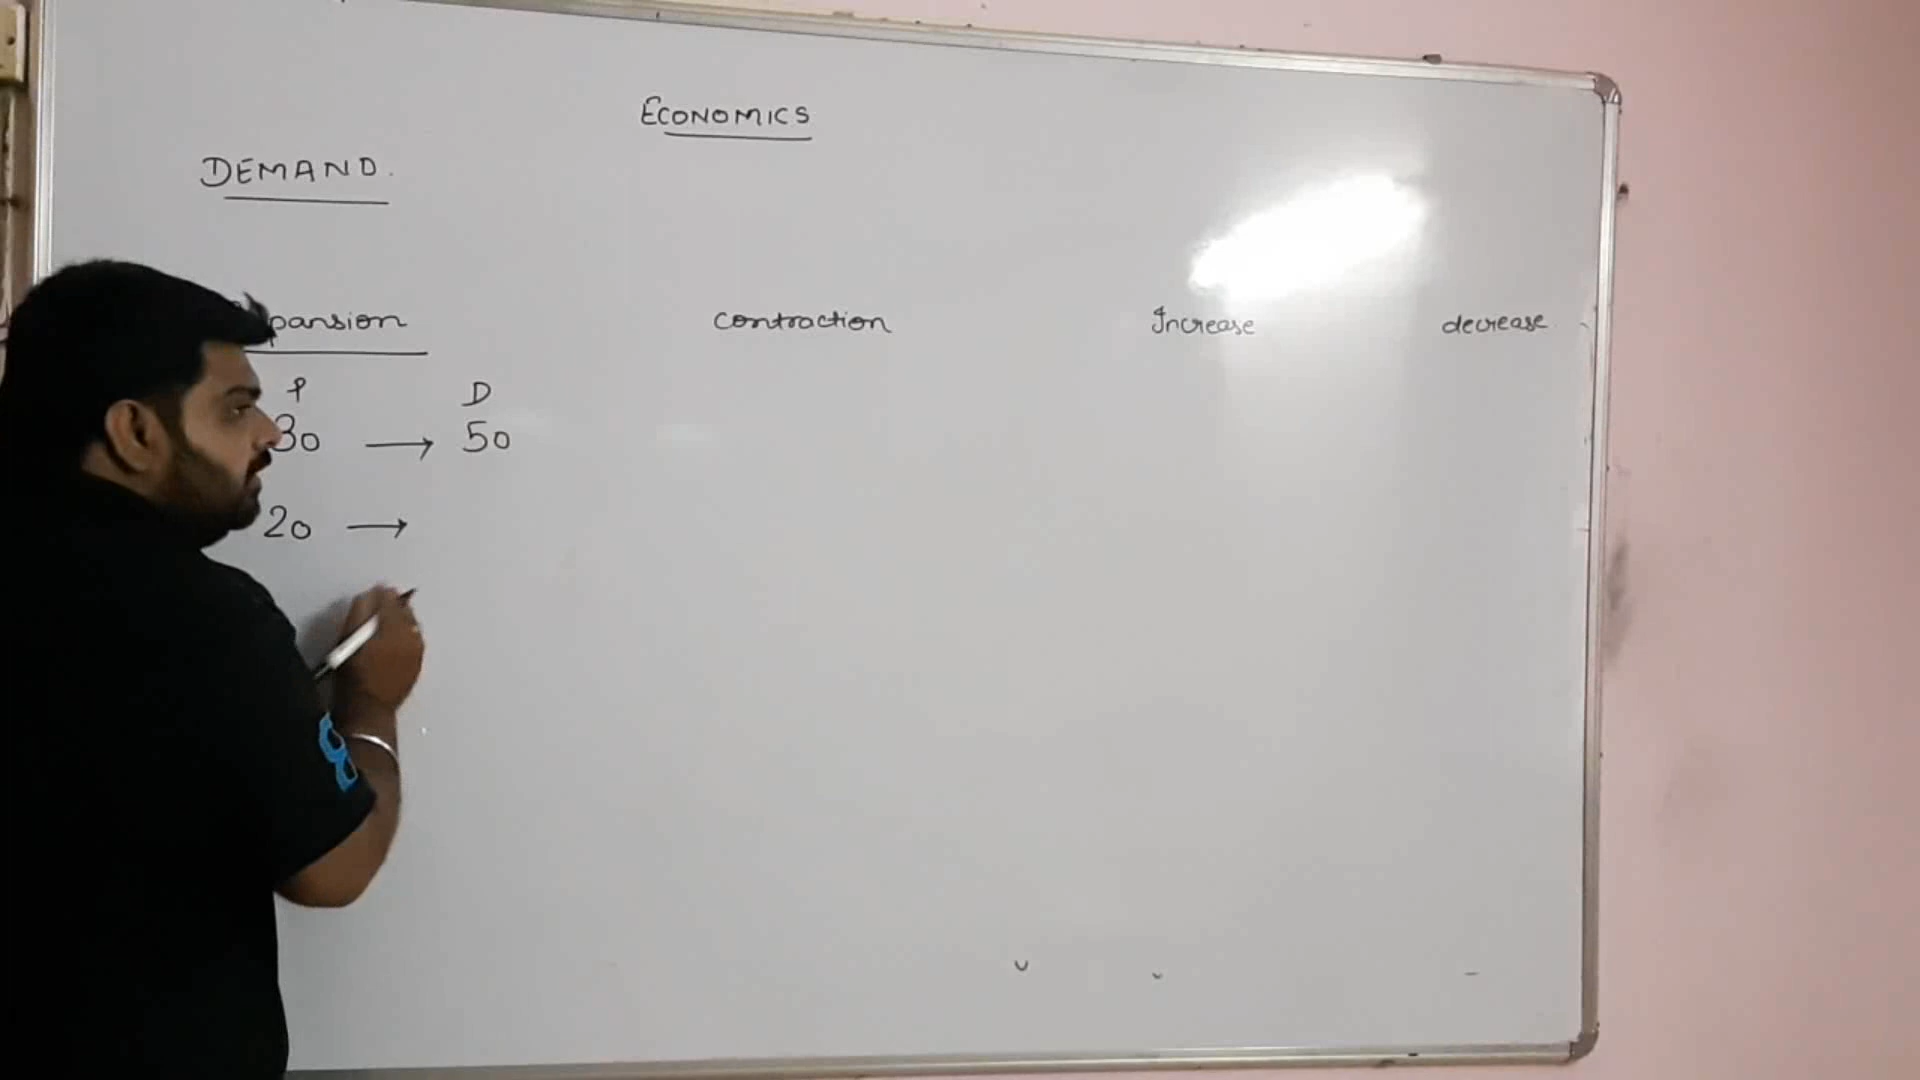 ECONOMICS
DEMAND.
pansion contraction Increase decrease
P D
30 → 50
20 →